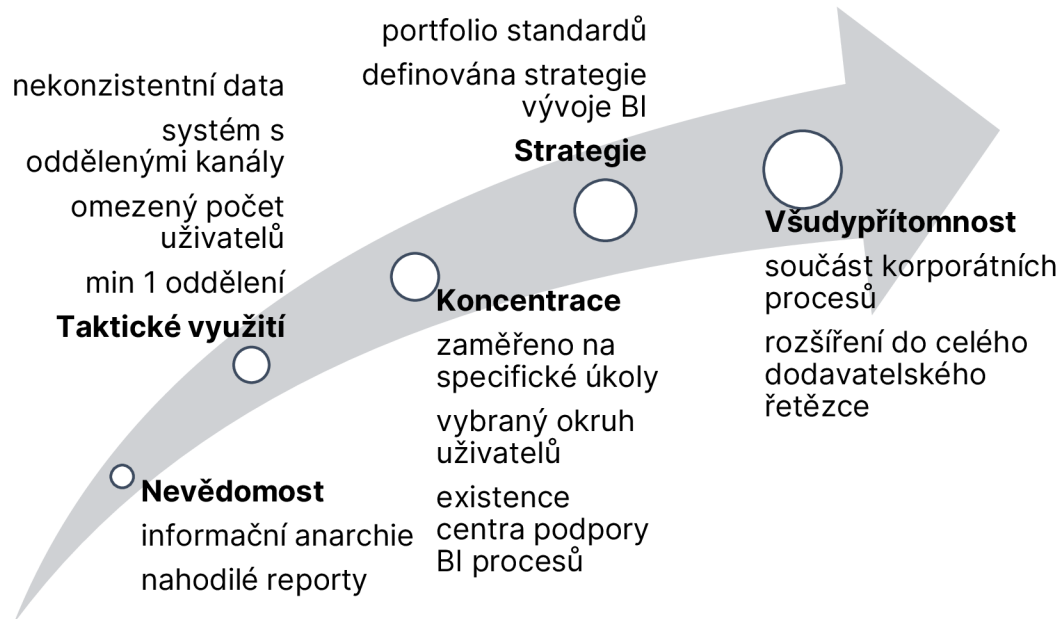 nekonzistentní data
systém s
oddělenými kanály
omezený počet
uživatelů
min 1 oddělení
Taktické využití
portfolio standardů
definována strategie
vývoje BI
Strategie
Nevědomost
informační anarchie
nahodilé reporty
Koncentrace
zaměřeno na
specifické úkoly
vybraný okruh
uživatelů
existence
centra podpory
BI procesů
Všudypřítomnost
součást korporátních
procesů
rozšíření do celého
dodavatelského
řetězce